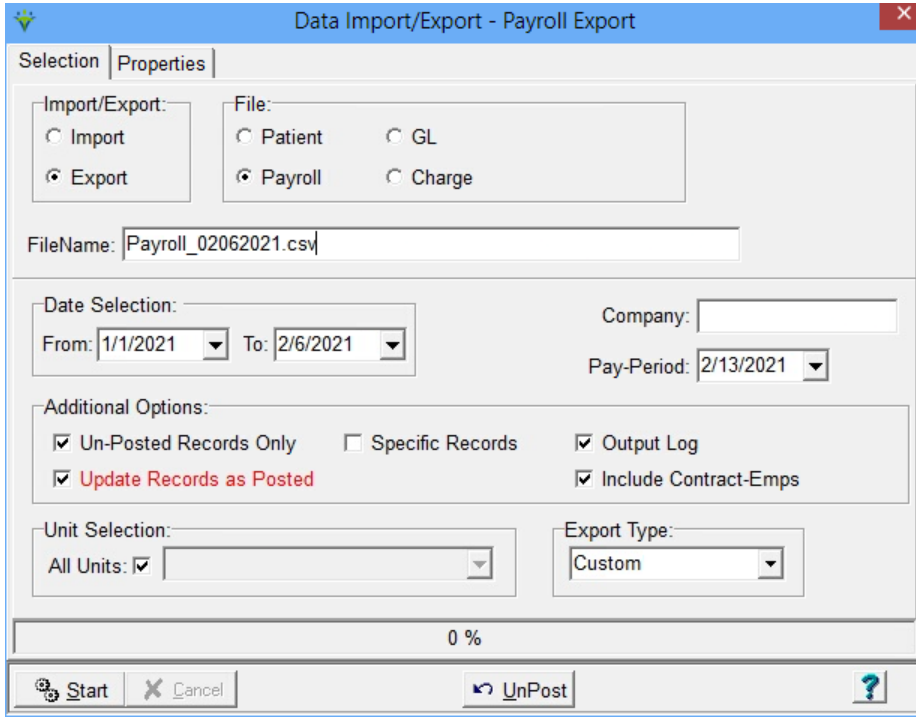 Data Import/Export - Payroll Export
Selection Properties
Import/Export: File:
Import Patient GL
Export Payroll Charge
FileName: Payroll_02062021.csv
Date Selection:
Company:
From: 1/1/2021 To: 2/6/2021
Pay-Period: 2/13/2021
Additional Options:
Un-Posted Records Only Specific Records Output Log
Update Records as Posted Include Contract-Emps
Unit Selection: Export Type:
All Units: Custom
0 %
Start Cancel UnPost ?